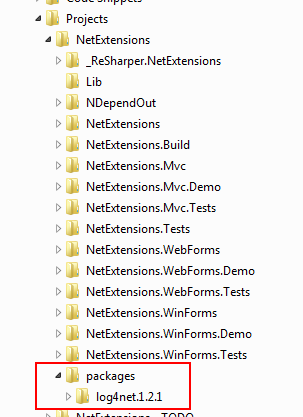 Code Snippets
Projects
NetExtensions
_ReSharper.NetExtensions
Lib
NDependOut
NetExtensions
NetExtensions.Build
NetExtensions.Mvc
NetExtensions.Mvc.Demo
NetExtensions.Mvc.Tests
NetExtensions.Tests
NetExtensions.WebForms
NetExtensions.WebForms.Demo
NetExtensions.WebForms.Tests
NetExtensions.WinForms
NetExtensions.WinForms.Demo
NetExtensions.WinForms.Tests
packages
log4net.1.2.1
NetExtensions - TODO